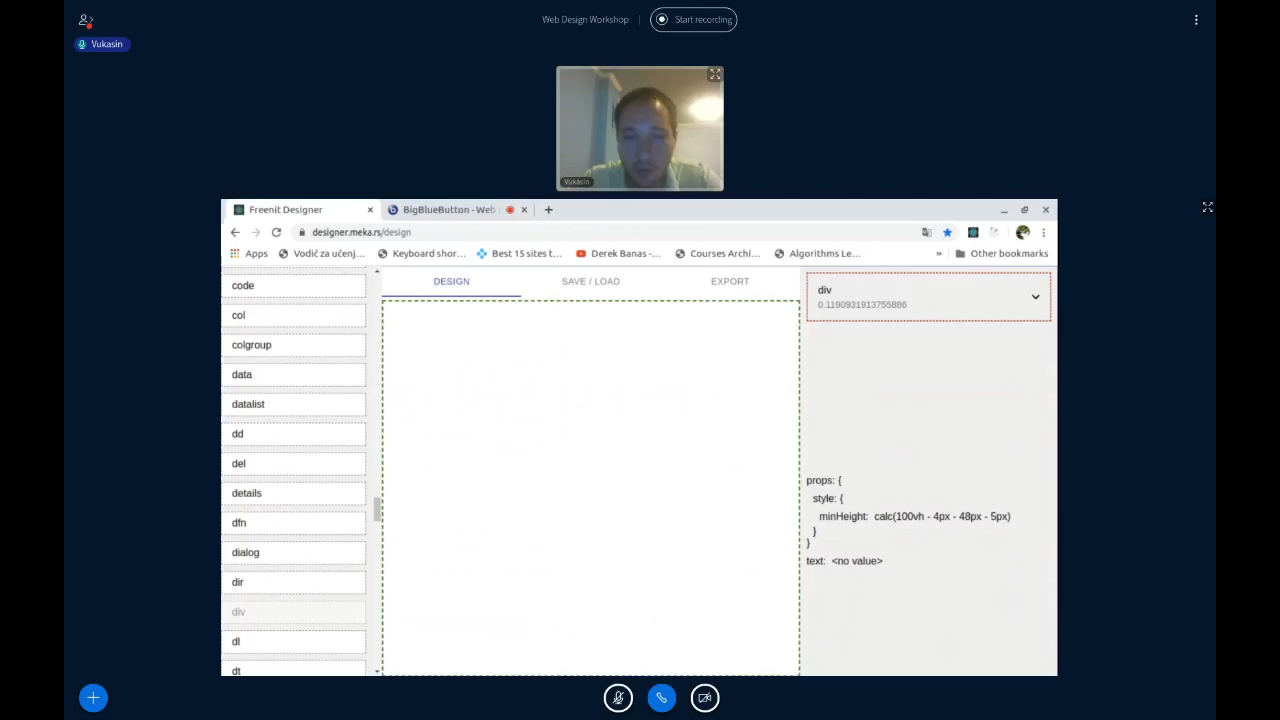 Web Design Workshop
Start recording
Vukasin
Vukasin
Freenit Designer
BigBlueButton - Web
designer.meka.rs/design
Apps
Vodič za učenj...
Keyboard shor...
Best 15 sites t...
Derek Banas -...
Courses Archi...
Algorithms Le...
»
Other bookmarks
code
col
colgroup
data
datalist
dd
del
details
dfn
dialog
dir
div
dl
dt
DESIGN
SAVE / LOAD
EXPORT
div
0.1190931913755886
props: {
style: {
minHeight: calc(100vh - 4px - 48px - 5px)
}
}
text: <no value>